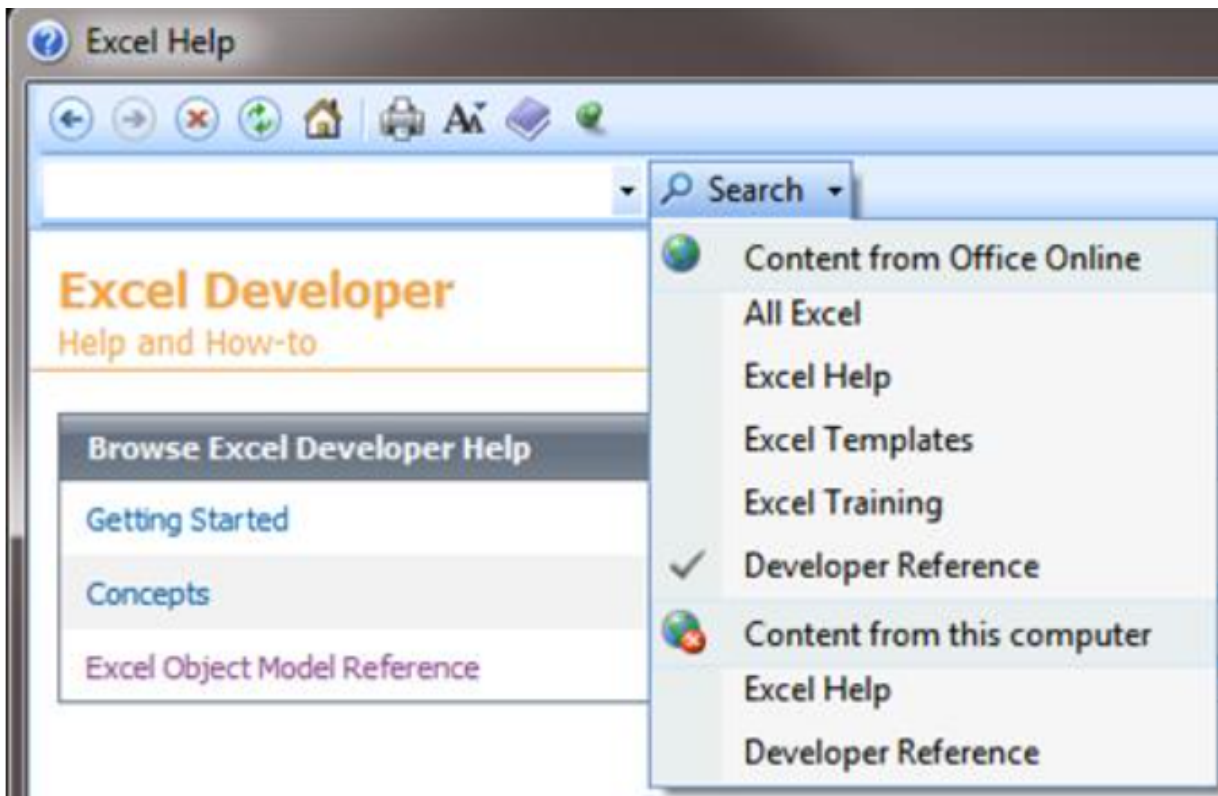 Excel Help
Search
Content from Office Online
All Excel
Excel Help
Excel Templates
Excel Training
Developer Reference
Content from this computer
Excel Help
Developer Reference
Excel Developer
Help and How-to
Browse Excel Developer Help
Getting Started
Concepts
Excel Object Model Reference